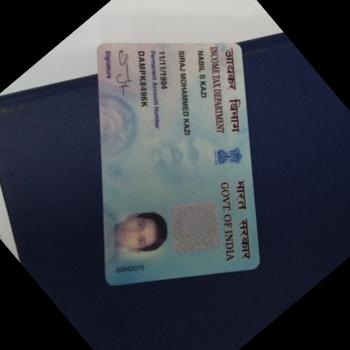 आयकर विभाग
INCOME TAX DEPARTMENT
भारत सरकार
GOVT. OF INDIA
NABIL S KAZI
SIRAJ MOHAMMED KAZI
11/11/1994
Permanent Account Number
DAMPK8496K
Signature
20042013